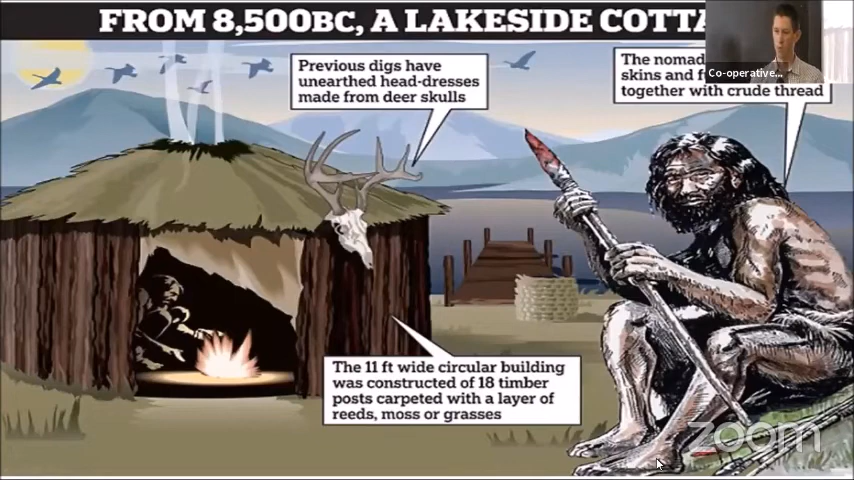 FROM 8,500BC, A LAKESIDE
Previous digs have
unearthed head-dresses
made from deer skulls
The
skins and
together with crude thread
Co-operative...
The 11 ft wide circular building
was constructed of 18 timber
posts carpeted with a layer of
reeds, moss or grasses
zoom